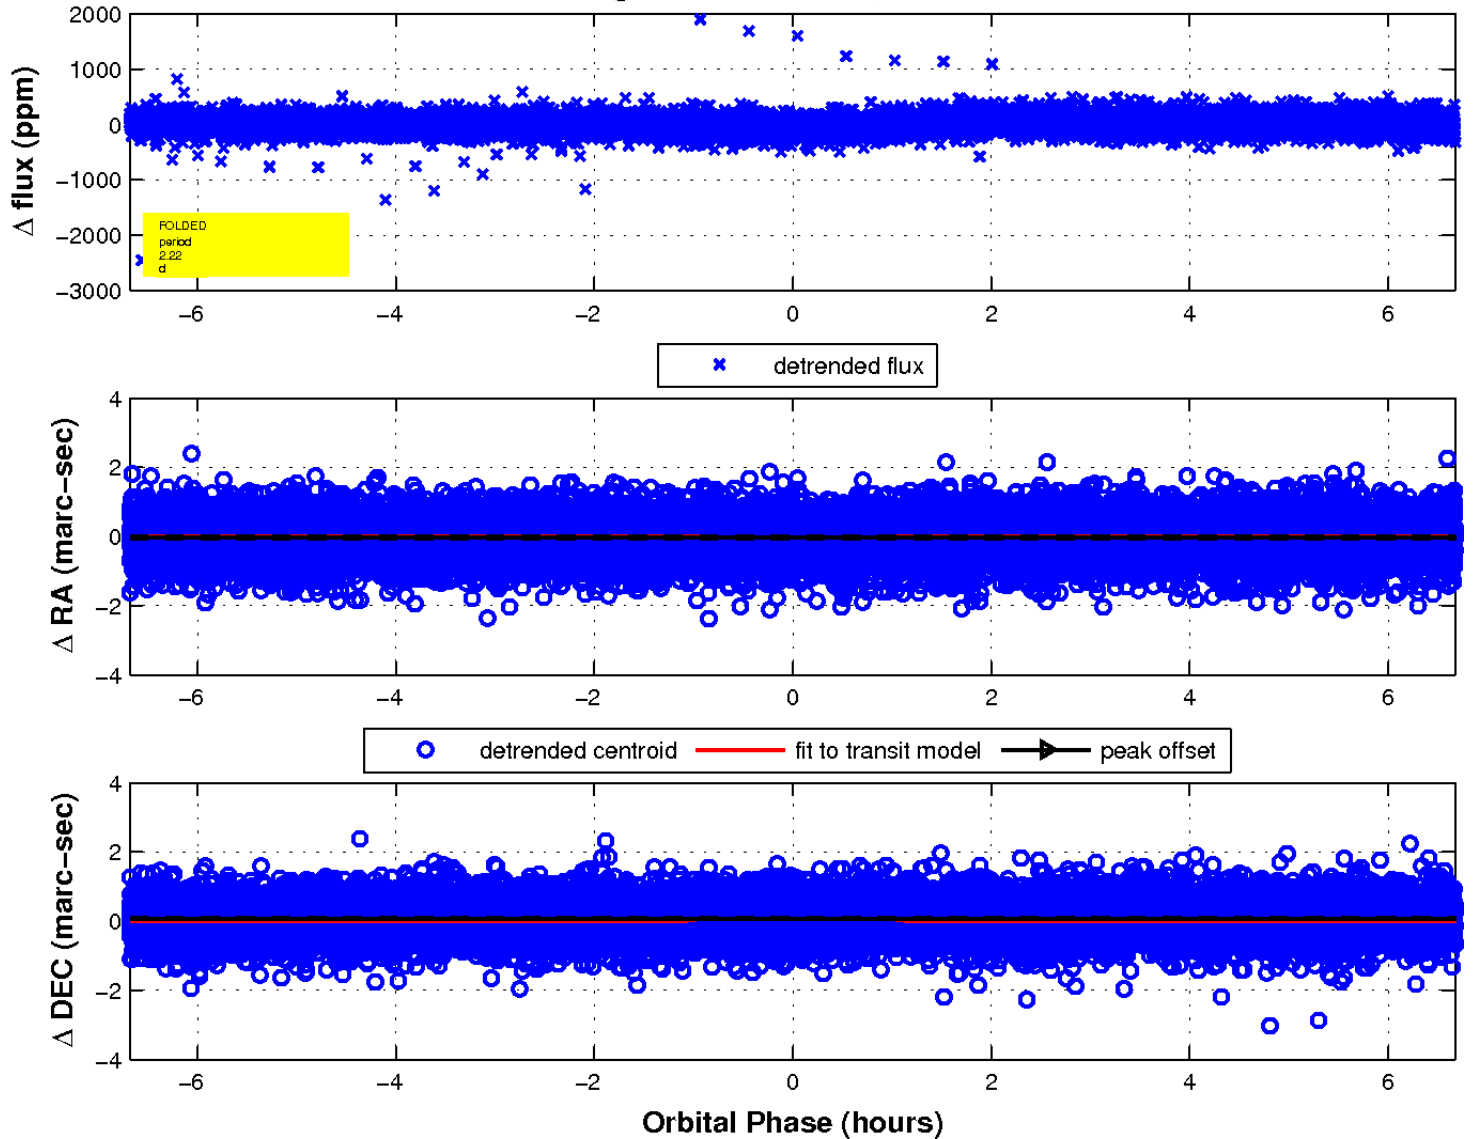 2000
1000
0
−1000
−2000
−3000
Δ flux (ppm)
FOLDED
period
2.22
d
−6 −4 −2 0 2 4 6
detrended flux
4
2
0
−2
−4
Δ RA (marc−sec)
−6 −4 −2 0 2 4 6
detrended centroid fit to transit model peak offset
4
2
0
−2
−4
Δ DEC (marc−sec)
−6 −4 −2 0 2 4 6
Orbital Phase (hours)